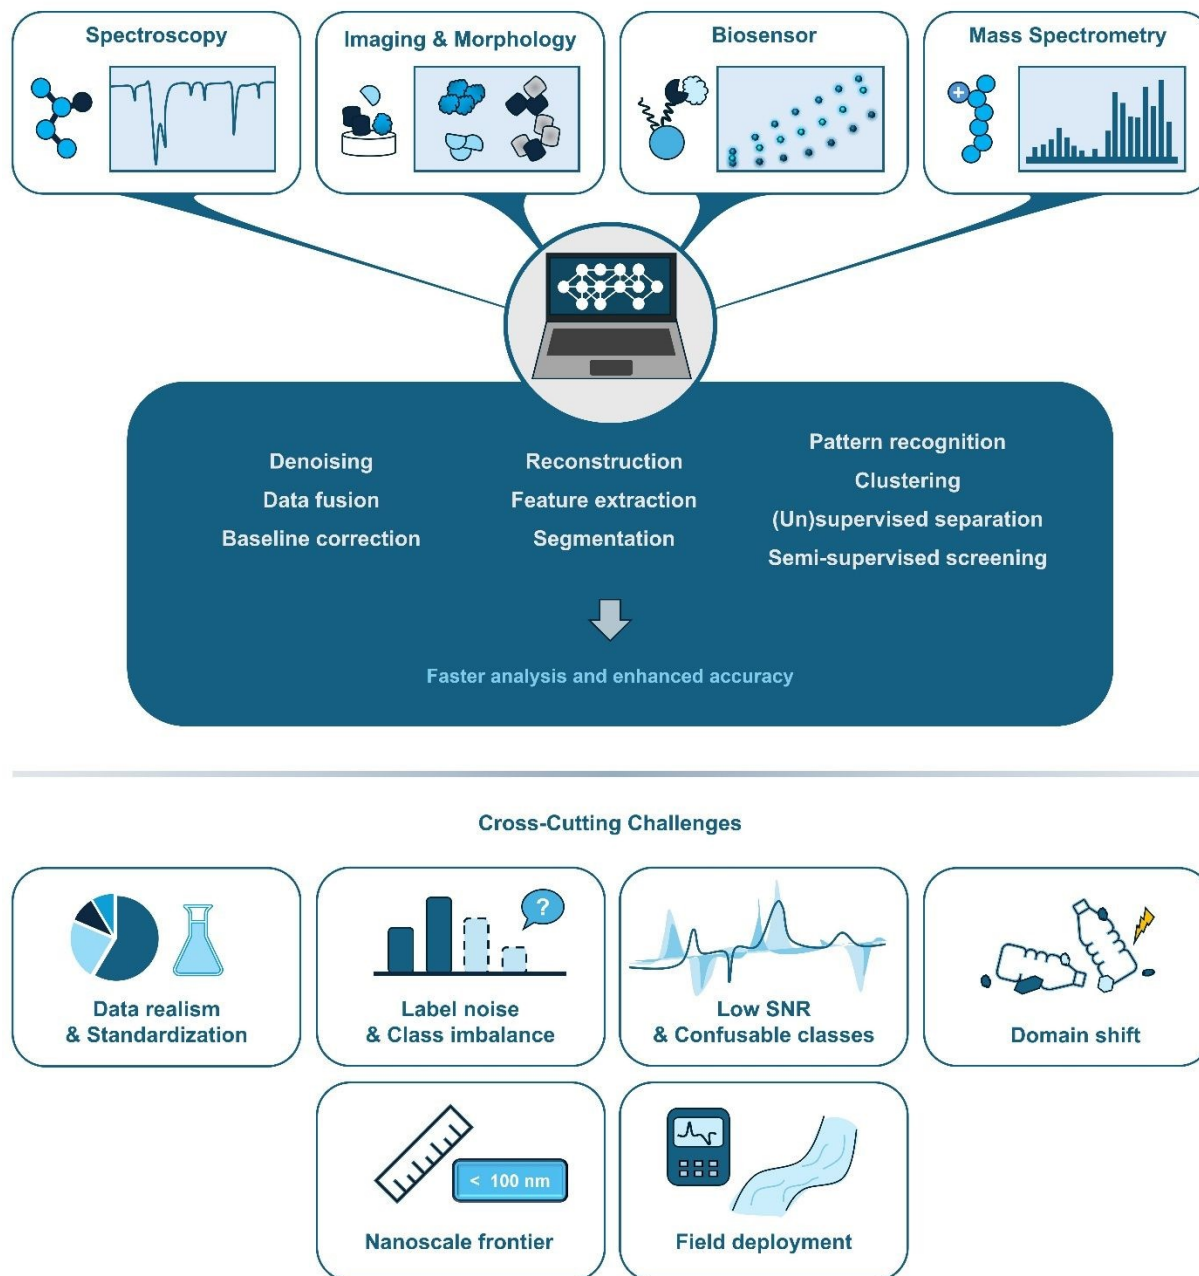 Spectroscopy
Imaging & Morphology
Biosensor
Mass Spectrometry
+
Denoising
Data fusion
Baseline correction
Reconstruction
Feature extraction
Segmentation
Pattern recognition
Clustering
(Un)supervised separation
Semi-supervised screening
Faster analysis and enhanced accuracy
Cross-Cutting Challenges
Data realism
& Standardization
?
Label noise
& Class imbalance
Low SNR
& Confusable classes
Domain shift
< 100 nm
Nanoscale frontier
Field deployment